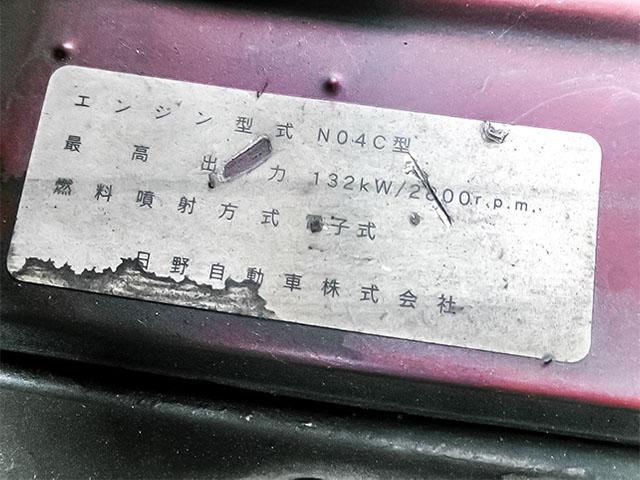 エンジン型式 N04C型
最高出力 132kW/2800r.p.m.
燃料噴射方式 電子式
日野自動車株式会社